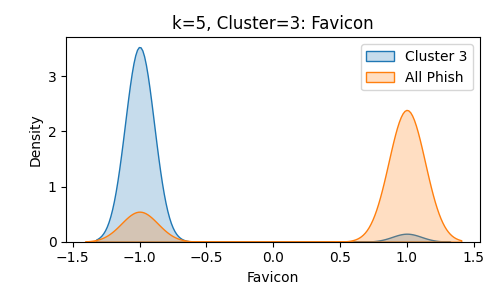 k=5, Cluster=3: Favicon
Cluster 3
All Phish
Density
3
2
1
0
−1.5 −1.0 −0.5 0.0 0.5 1.0 1.5
Favicon